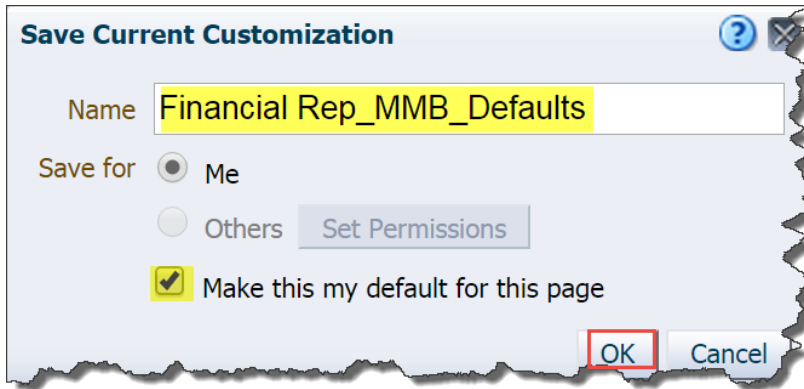 Save Current Customization ?
Name Financial Rep_MMB_Defaults
Save for Me
Others Set Permissions
Make this my default for this page
OK Cancel